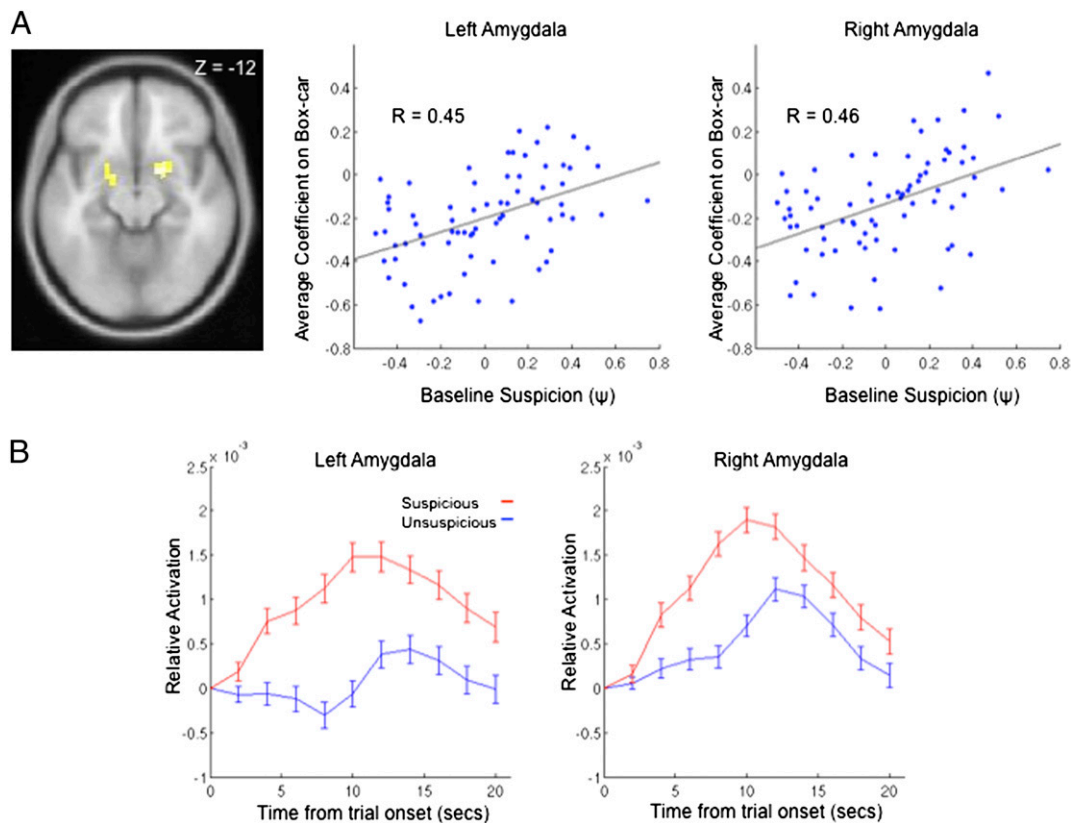 A
Z = -12
Left Amygdala
R = 0.45
Average Coefficient on Box-car
0.4
0.2
0
-0.2
-0.4
-0.6
-0.8
-0.4 -0.2 0 0.2 0.4 0.6 0.8
Baseline Suspicion (ψ)
Right Amygdala
R = 0.46
Average Coefficient on Box-car
0.4
0.2
0
-0.2
-0.4
-0.6
-0.8
-0.4 -0.2 0 0.2 0.4 0.6 0.8
Baseline Suspicion (ψ)
B
× 10⁻³
Left Amygdala
Suspicious
Unsuspicious
Relative Activation
2.5
2
1.5
1
0.5
0
-0.5
-1
0 5 10 15 20
Time from trial onset (secs)
× 10⁻³
Right Amygdala
Relative Activation
2.5
2
1.5
1
0.5
0
-0.5
-1
0 5 10 15 20
Time from trial onset (secs)